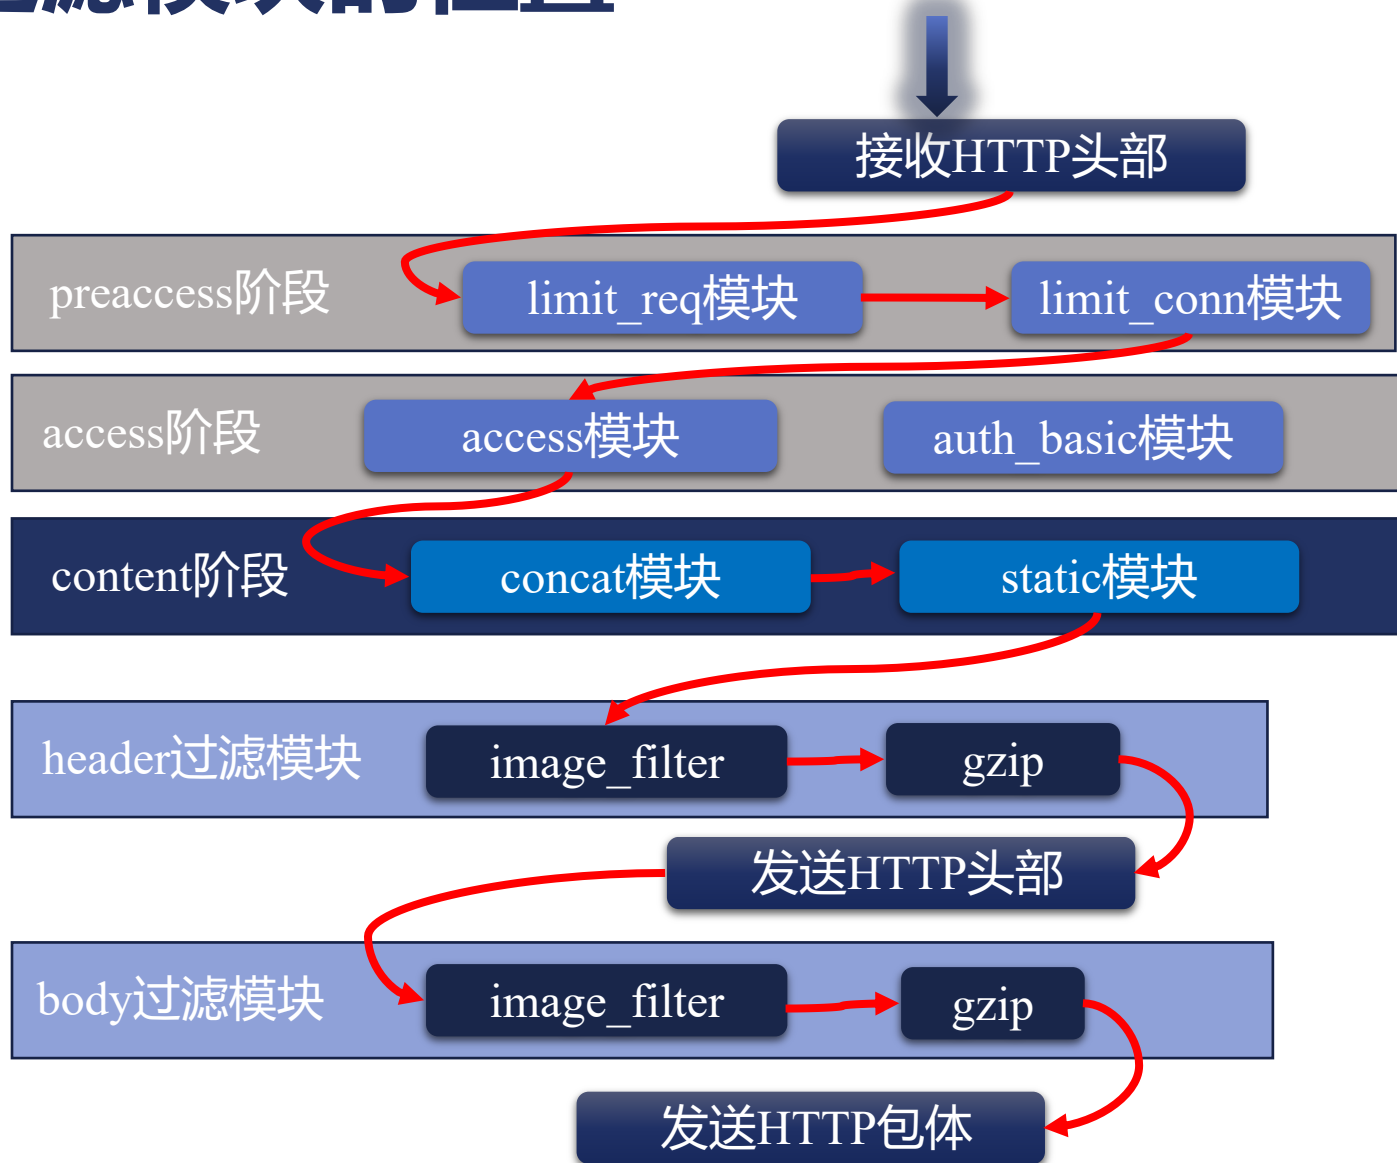 过滤模块的位置
接收HTTP头部
preaccess阶段
limit_req模块
limit_conn模块
access阶段
access模块
auth_basic模块
content阶段
concat模块
static模块
header过滤模块
image_filter
gzip
发送HTTP头部
body过滤模块
image_filter
gzip
发送HTTP包体